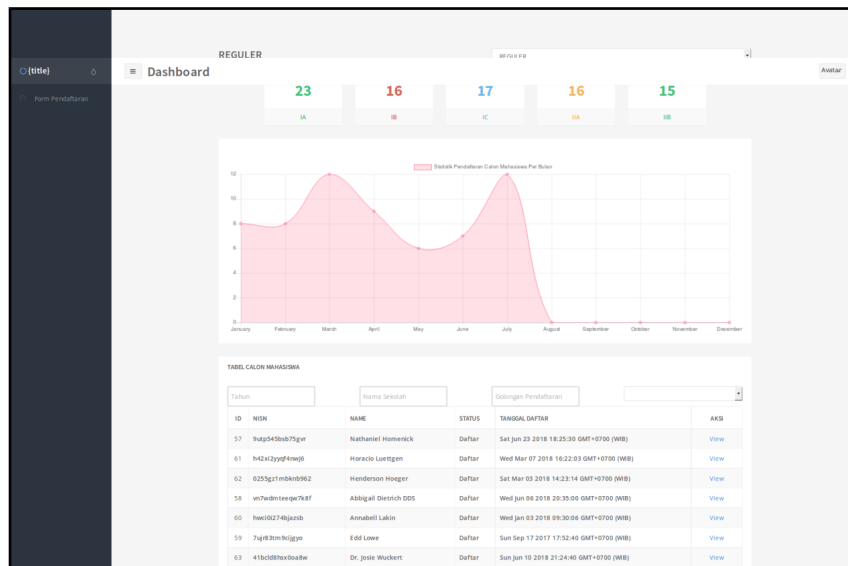 REGULER
REGULER
{title}
Dashboard
Avatar
Form Pendaftaran
23 16 17 16 15
IA IB IC IIA IIB
Statistik Pendaftaran Calon Mahasiswa Per Bulan
12
10
8
6
4
2
0
January February March April May June July August September October November Desember
TABEL CALON MAHASISWA
Tahun Nama Sekolah Golongan Pendaftaran
ID NISN NAME STATUS TANGGAL DAFTAR AKSI
57 9utp545bsb75gvr Nathaniel Homenick Daftar Sat Jun 23 2018 18:25:30 GMT+0700 (WIB) View
61 h42xl2yyqf4nwj6 Horacio Luettgen Daftar Wed Mar 07 2018 16:22:03 GMT+0700 (WIB) View
62 0255gz1mbknb962 Henderson Hoeger Daftar Sat Mar 03 2018 14:23:14 GMT+0700 (WIB) View
58 vn7wdmteeqw7k8f Abbigail Dietrich DDS Daftar Wed Jun 06 2018 20:35:00 GMT+0700 (WIB) View
60 Annabell Lakin Daftar Wed Jan 03 2018 09:30:06 GMT+0700 (WIB) View
59 Edd Lowe Daftar Sun Sep 17 2017 17:52:40 GMT+0700 (WIB) View
63 Dr. Josie Wuckert Daftar Sun Jun 10 2018 21:24:40 GMT+0700 (WIB) View